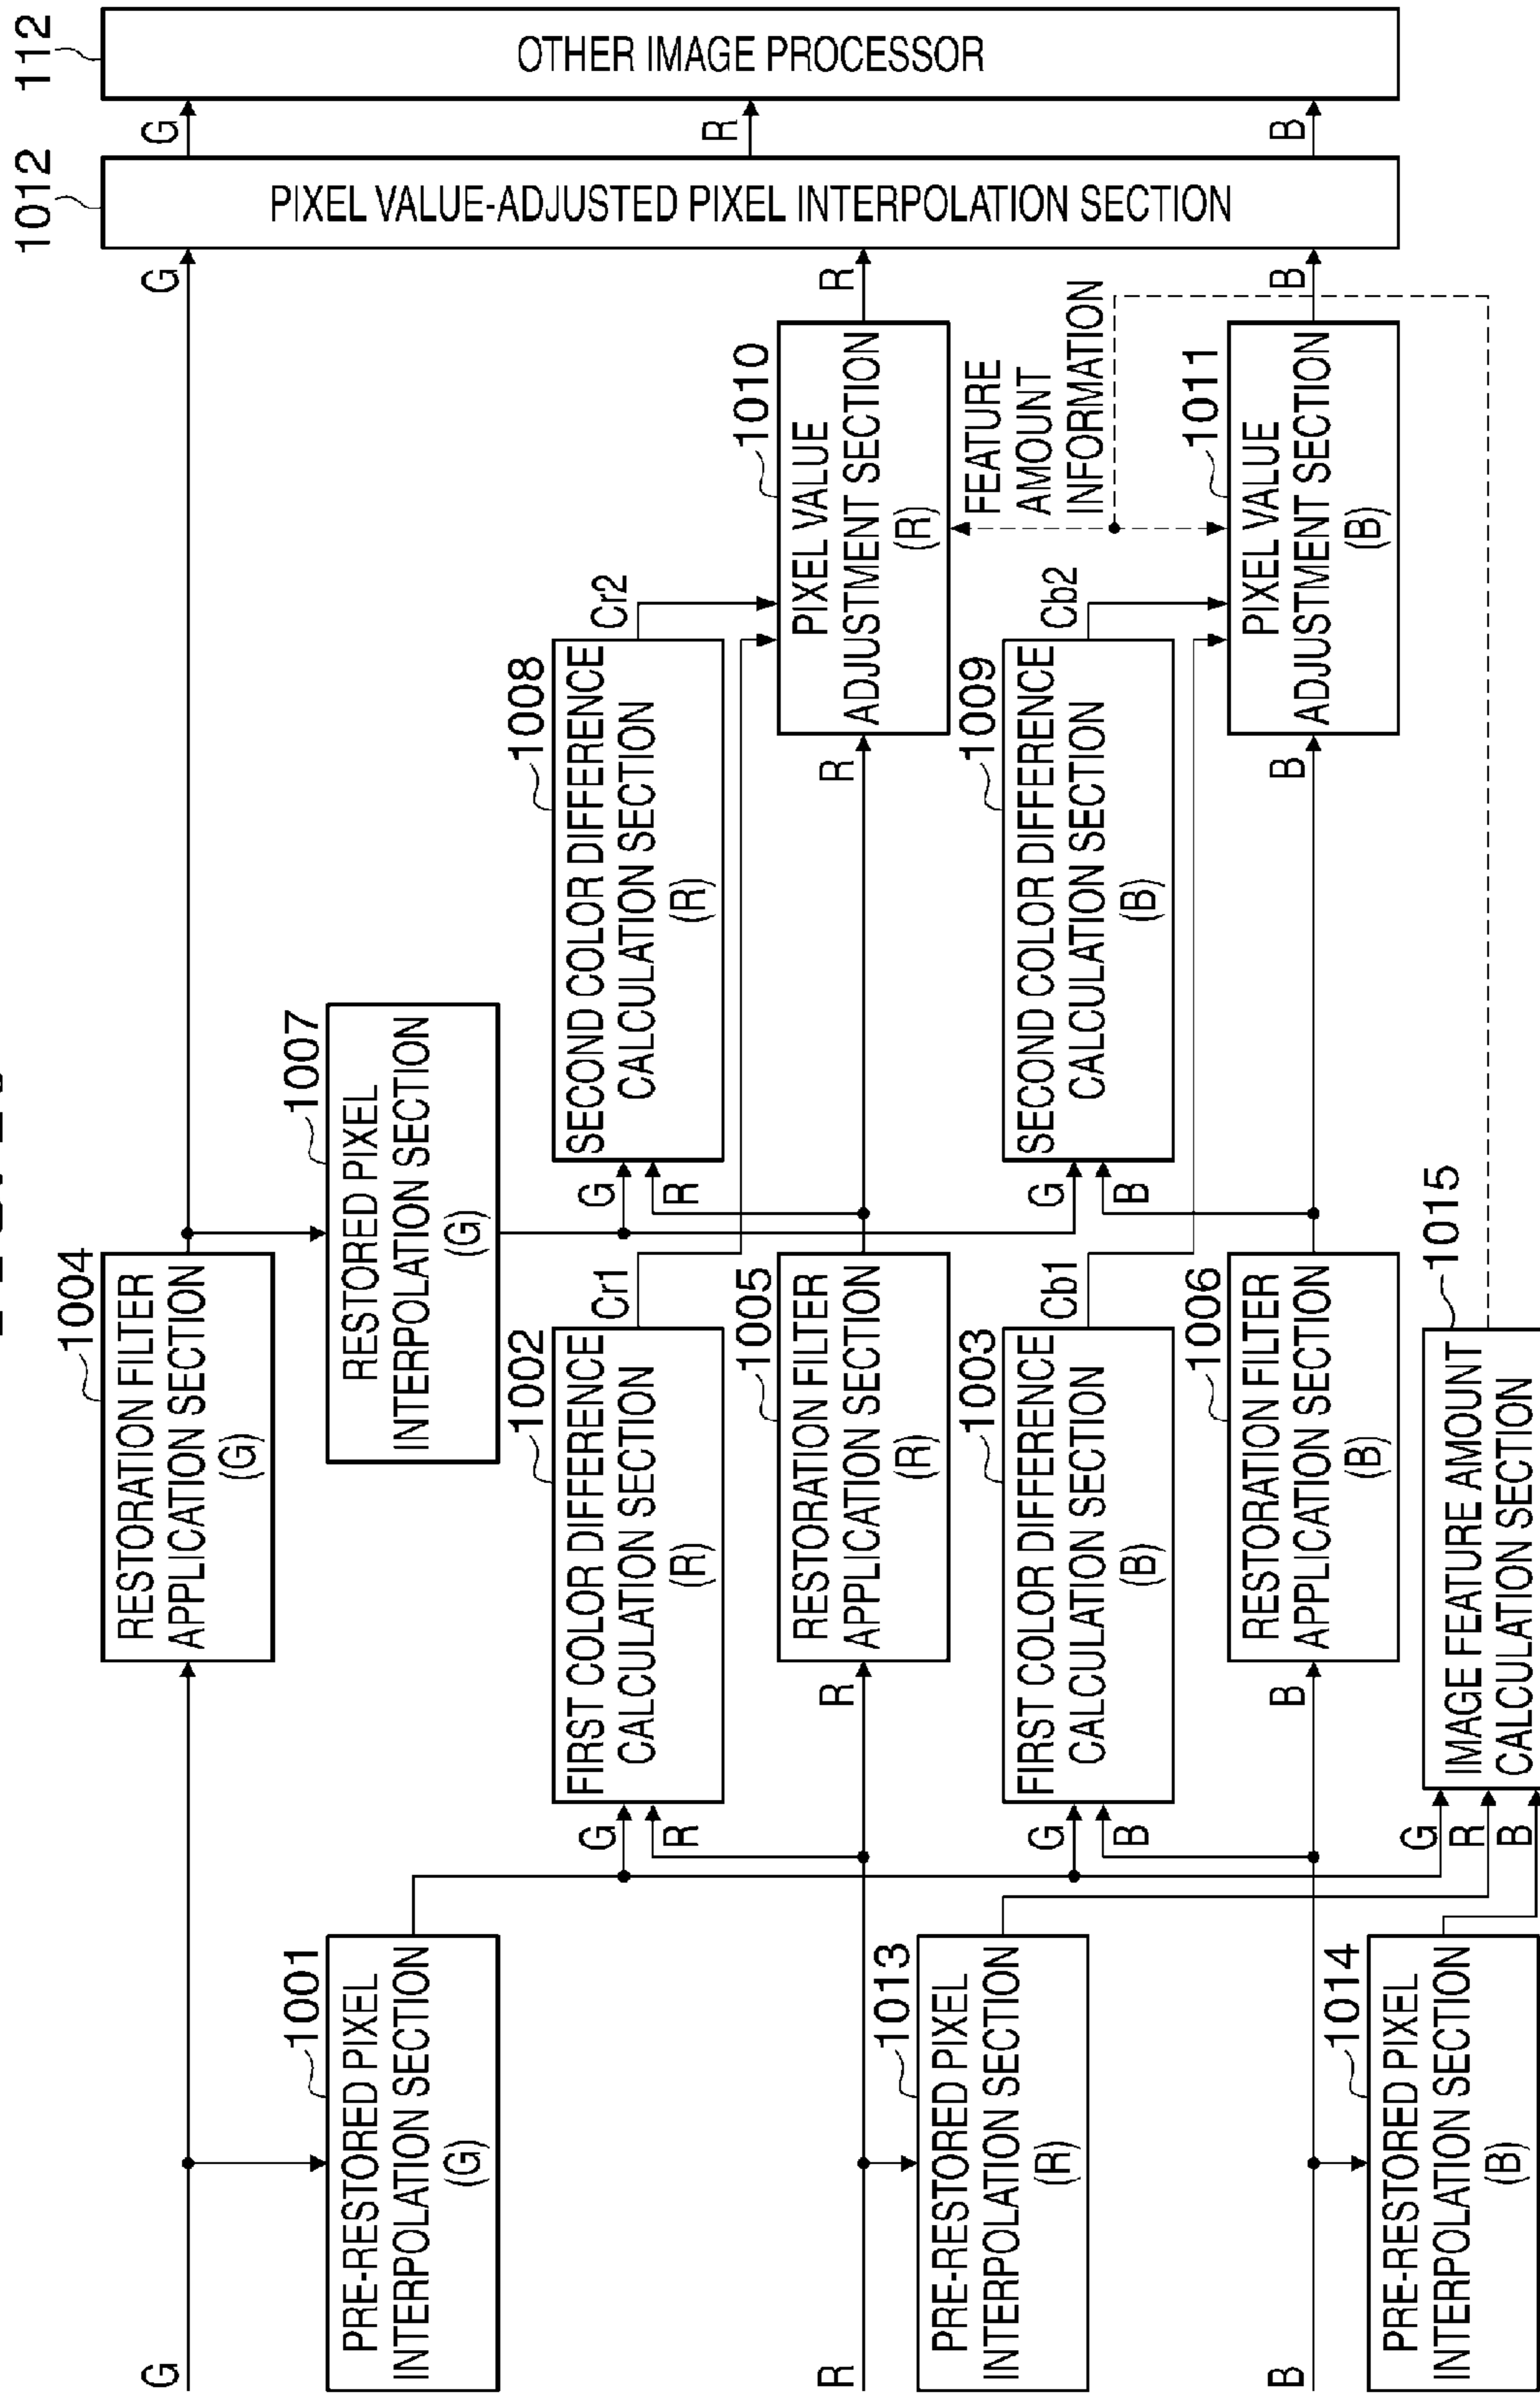 G
1001
PRE-RESTORED PIXEL
INTERPOLATION SECTION
(G)
R
1013
PRE-RESTORED PIXEL
INTERPOLATION SECTION
(R)
B
1014
PRE-RESTORED PIXEL
INTERPOLATION SECTION
(B)
1004
RESTORATION FILTER
APPLICATION SECTION
(G)
G
R
1002
FIRST COLOR DIFFERENCE
CALCULATION SECTION
(R)
Cr1
R
1005
RESTORATION FILTER
APPLICATION SECTION
(R)
G
B
1003
FIRST COLOR DIFFERENCE
CALCULATION SECTION
(B)
Cb1
B
1006
RESTORATION FILTER
APPLICATION SECTION
(B)
G
R
B
1015
IMAGE FEATURE AMOUNT
CALCULATION SECTION
1007
RESTORED PIXEL
INTERPOLATION SECTION
(G)
G
R
1008
SECOND COLOR DIFFERENCE
CALCULATION SECTION
(R)
Cr2
G
B
1009
SECOND COLOR DIFFERENCE
CALCULATION SECTION
(B)
Cb2
R
1010
PIXEL VALUE
ADJUSTMENT SECTION
(R)
FEATURE
AMOUNT
INFORMATION
B
1011
PIXEL VALUE
ADJUSTMENT SECTION
(B)
G
R
B
1012
PIXEL VALUE-ADJUSTED PIXEL INTERPOLATION SECTION
G
R
B
112
OTHER IMAGE PROCESSOR